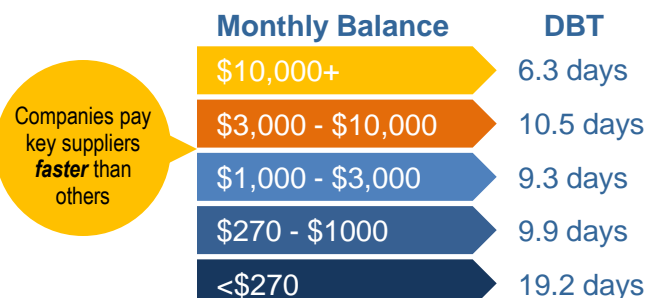 Monthly Balance DBT
$10,000+ 6.3 days
Companies pay
key suppliers
faster than
others
$3,000 - $10,000 10.5 days
$1,000 - $3,000 9.3 days
$270 - $1000 9.9 days
<$270 19.2 days